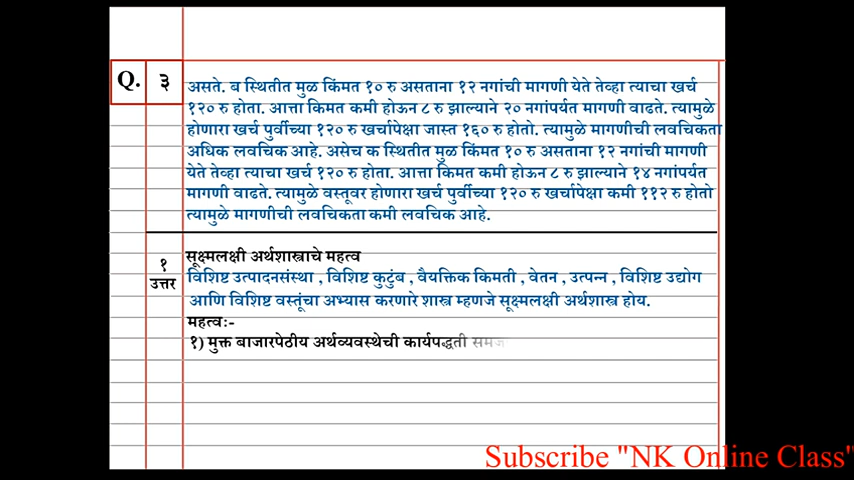 Q. ३
असते. ब स्थितीत मुळ किंमत १० रु असताना १२ नगांची मागणी येते तेव्हा त्याचा खर्च
१२० रु होता. आत्ता किमत कमी होऊन ८ रु झाल्याने २० नगांपर्यत मागणी वाढते. त्यामुळे
होणारा खर्च पुर्वीच्या १२० रु खर्चापेक्षा जास्त १६० रु होतो. त्यामुळे मागणीची लवचिकता
अधिक लवचिक आहे. असेच क स्थितीत मुळ किंमत १० रु असताना १२ नगांची मागणी
येते तेव्हा त्याचा खर्च १२० रु होता. आत्ता किमत कमी होऊन ८ रु झाल्याने १४ नगांपर्यत
मागणी वाढते. त्यामुळे वस्तूवर होणारा खर्च पुर्वीच्या १२० रु खर्चापेक्षा कमी ११२ रु होतो
त्यामुळे मागणीची लवचिकता कमी लवचिक आहे.
१
उत्तर
सूक्ष्मलक्षी अर्थशास्त्राचे महत्व
विशिष्ट उत्पादनसंस्था , विशिष्ट कुटुंब , वैयक्तिक किमती , वेतन , उत्पन्न , विशिष्ट उद्योग
आणि विशिष्ट वस्तूंचा अभ्यास करणारे शास्त्र म्हणजे सूक्ष्मलक्षी अर्थशास्त्र होय.
महत्वः-
१) मुक्त बाजारपेठीय अर्थव्यवस्थेची कार्यपद्धती
Subscribe "NK Online Class"